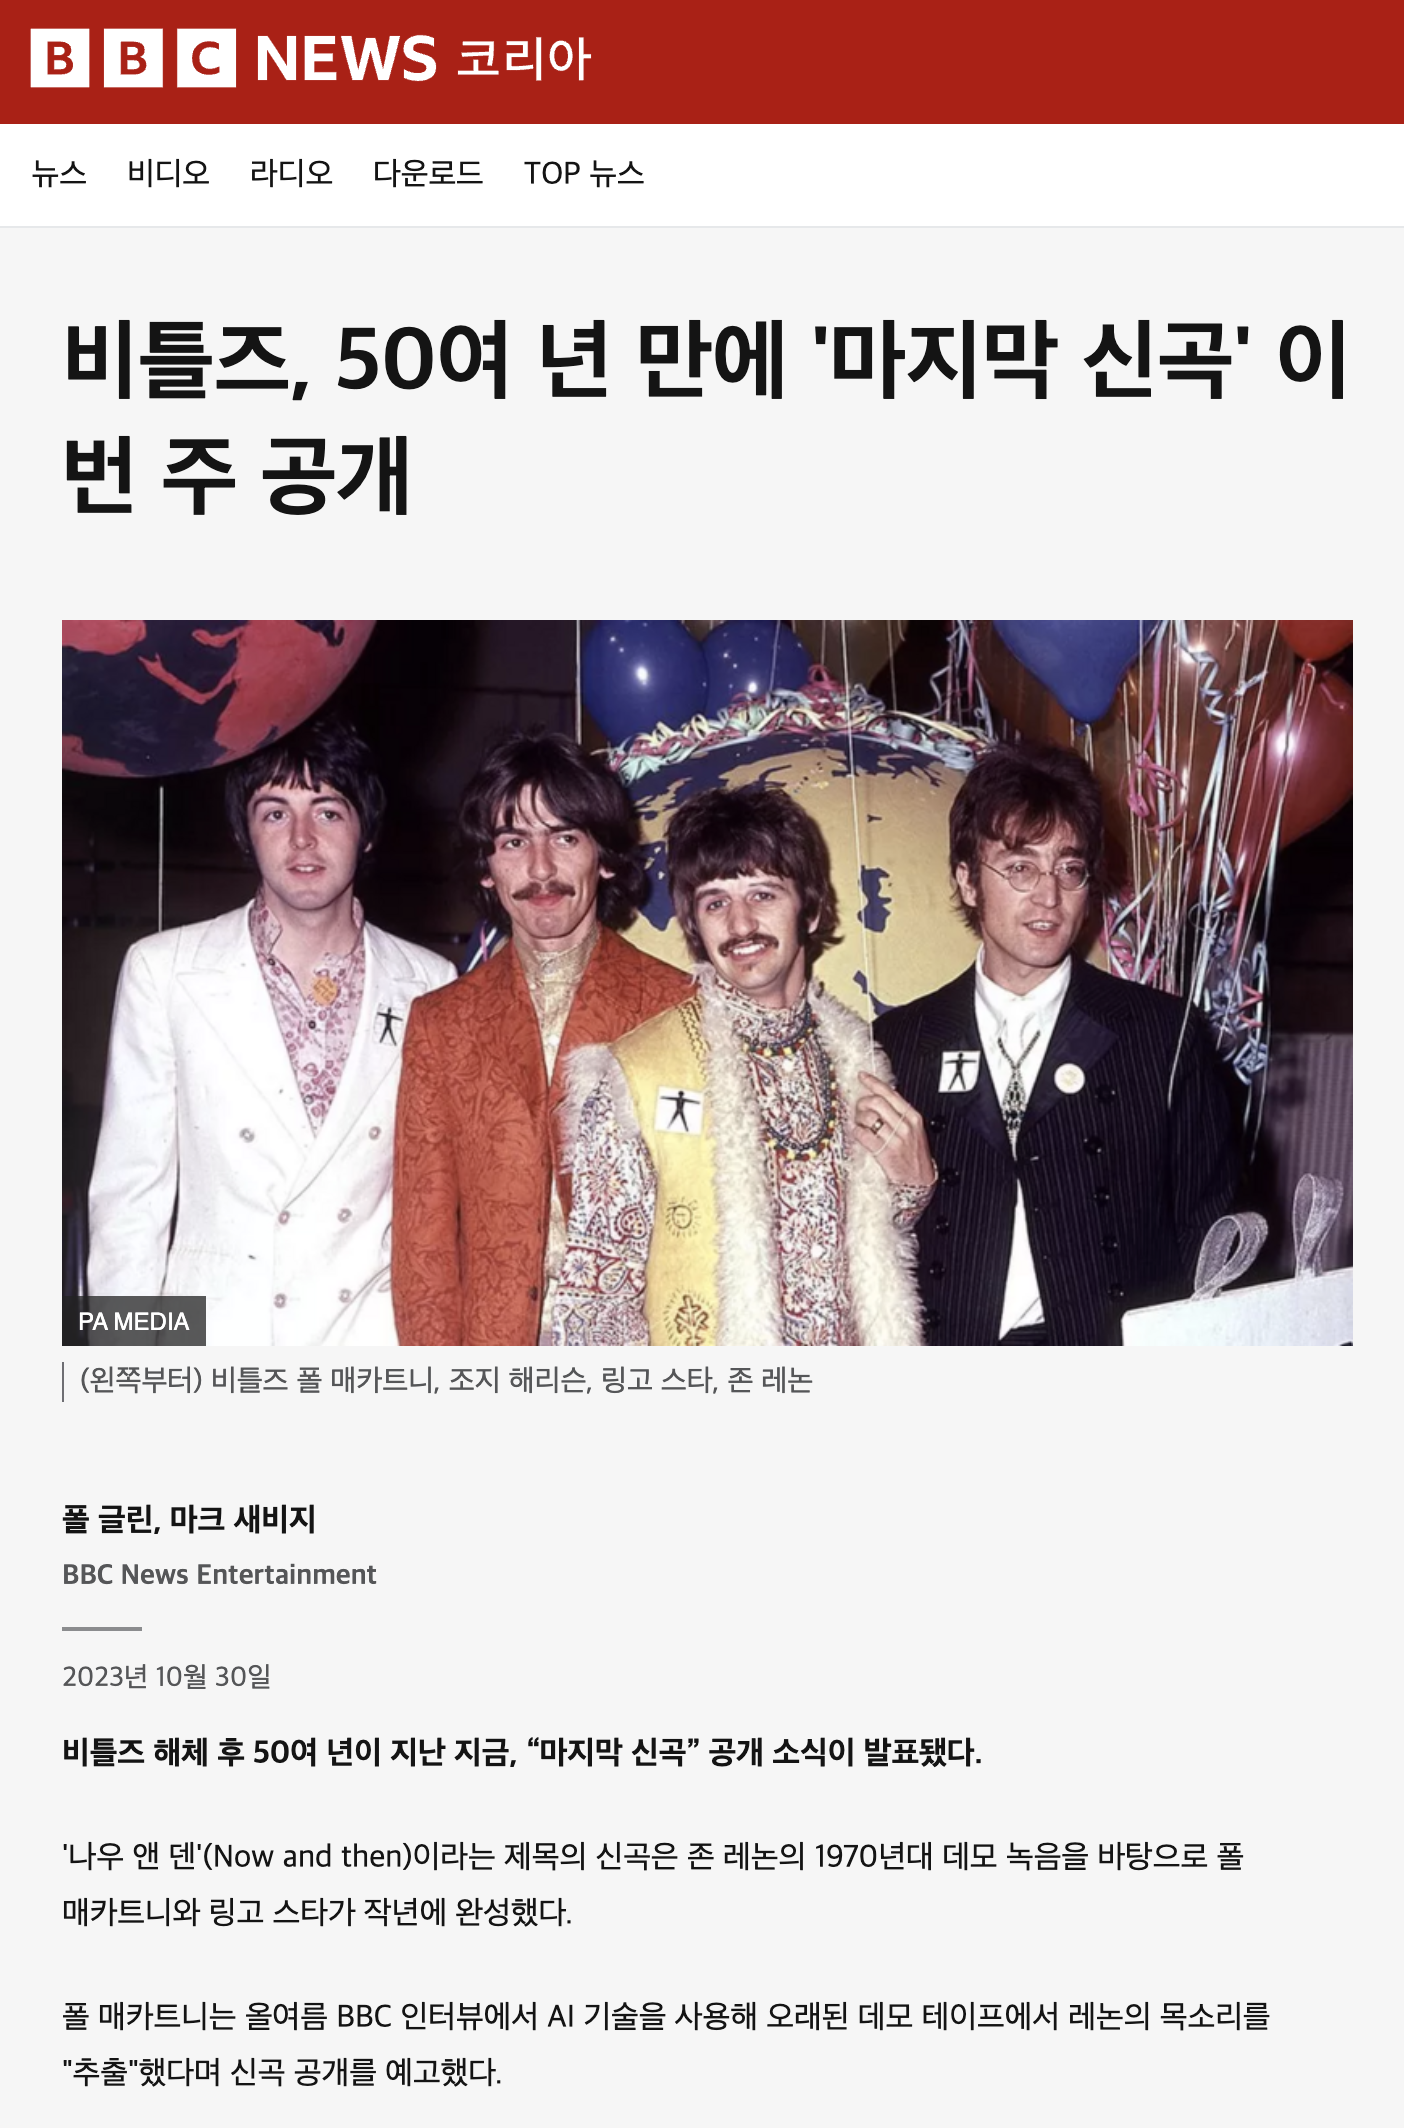 BBC NEWS 코리아
뉴스 비디오 라디오 다운로드 TOP 뉴스
비틀즈, 50여 년 만에 '마지막 신곡' 이
번 주 공개
PA MEDIA
(왼쪽부터) 비틀즈 폴 매카트니, 조지 해리슨, 링고 스타, 존 레논
폴 글린, 마크 새비지
BBC News Entertainment
2023년 10월 30일
비틀즈 해체 후 50여 년이 지난 지금, “마지막 신곡” 공개 소식이 발표됐다.
'나우 앤 덴'(Now and then)이라는 제목의 신곡은 존 레논의 1970년대 데모 녹음을 바탕으로 폴
매카트니와 링고 스타가 작년에 완성했다.
폴 매카트니는 올여름 BBC 인터뷰에서 AI 기술을 사용해 오래된 데모 테이프에서 레논의 목소리를
"추출"했다며 신곡 공개를 예고했다.